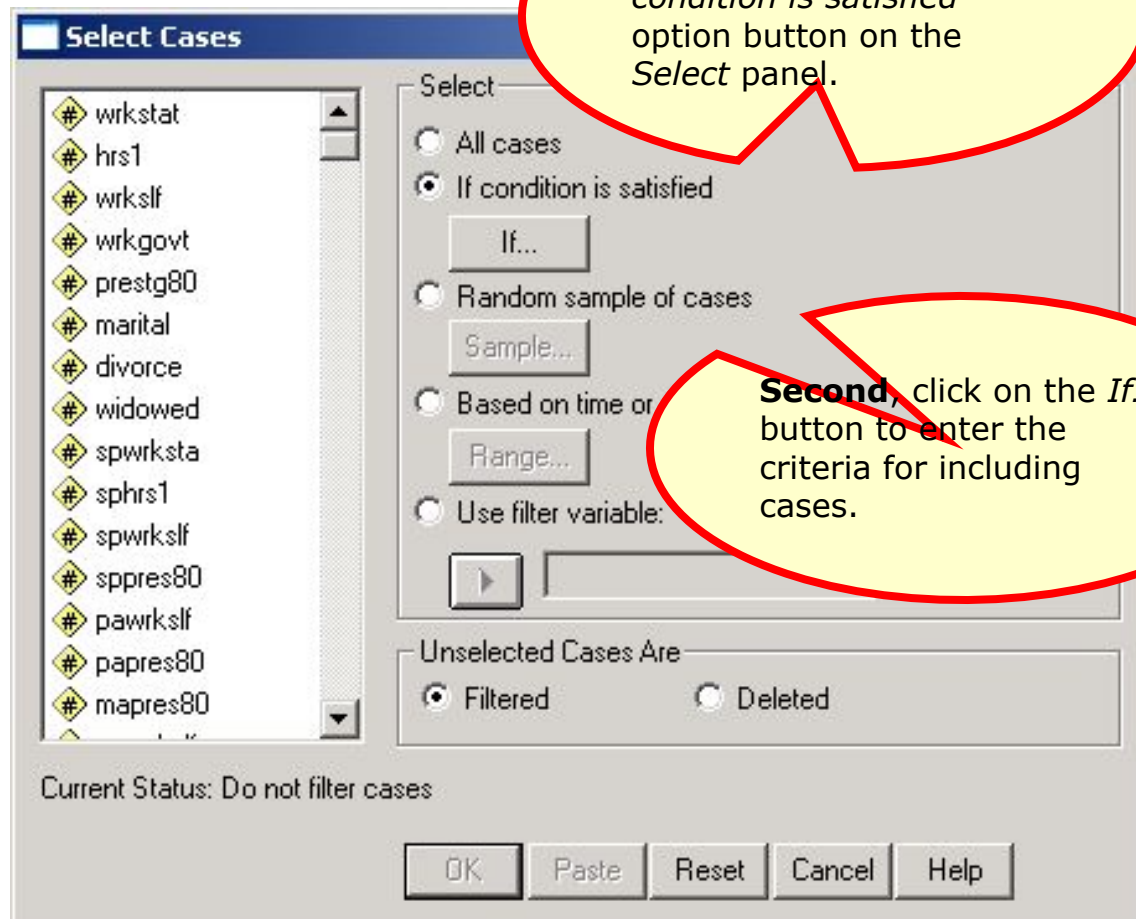 condition is satisfied
option button on the
Select panel.
Select Cases
wrkstat
hrs1
wrkslf
wrkgovt
prestg80
marital
divorce
widowed
spwrksta
sphrs1
spwrkslf
sppres80
pawrkslf
papres80
mapres80
Select
All cases
If condition is satisfied
If...
Random sample of cases
Sample...
Based on time or
Range...
Use filter variable:
Second, click on the If.
button to enter the
criteria for including
cases.
Unselected Cases Are
Filtered Deleted
Current Status: Do not filter cases
OK Paste Reset Cancel Help